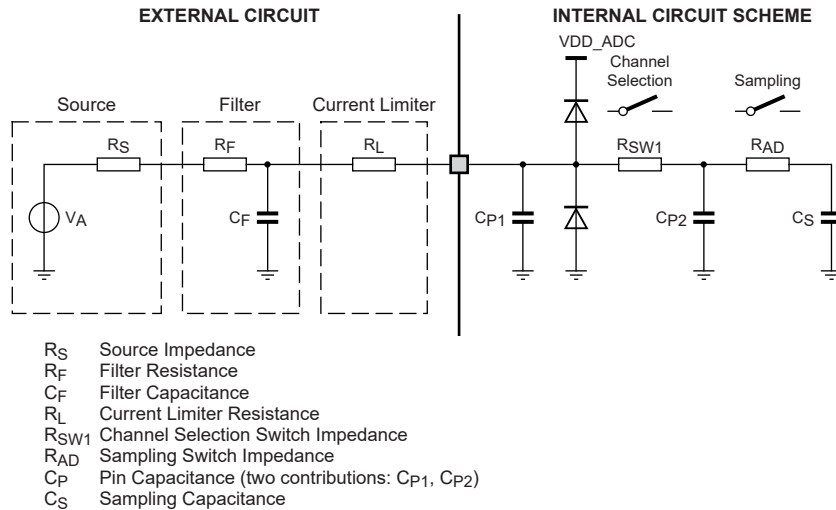 EXTERNAL CIRCUIT
INTERNAL CIRCUIT SCHEME
VDD_ADC
Channel
Selection
Sampling
Source
Filter
Current Limiter
RS
RF
RL
RSW1
RAD
VA
CF
CP1
CP2
CS
RS Source Impedance
RF Filter Resistance
CF Filter Capacitance
RL Current Limiter Resistance
RSW1 Channel Selection Switch Impedance
RAD Sampling Switch Impedance
CP Pin Capacitance (two contributions: CP1, CP2)
CS Sampling Capacitance